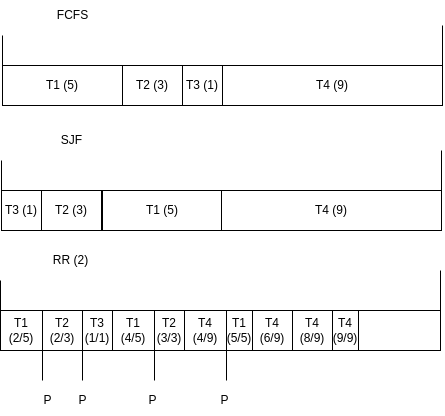 FCFS
T1 (5) T2 (3) T3 (1) T4 (9)
SJF
T3 (1) T2 (3) T1 (5) T4 (9)
RR (2)
T1 T2 T3 T1 T2 T4 T1 T4 T4 T4
(2/5) (2/3) (1/1) (4/5) (3/3) (4/9) (5/5) (6/9) (8/9) (9/9)
P P P P